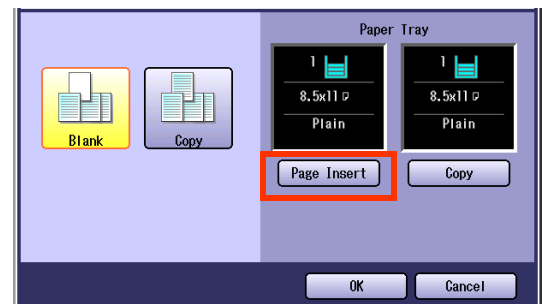 Paper Tray
1
8.5x11
Plain
1
8.5x11
Plain
Blank
Copy
Page Insert
Copy
OK
Cancel